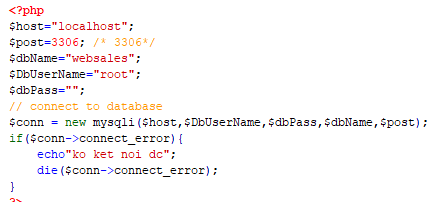 <?php
$host="localhost";
$post=3306; /* 3306*/
$dbName="websales";
$DbUserName="root";
$dbPass="";
// connect to database
$conn = new mysqli($host,$DbUserName,$dbPass,$dbName,$post);
if($conn->connect_error){
    echo"ko ket noi dc";
    die($conn->connect_error);
}
?>